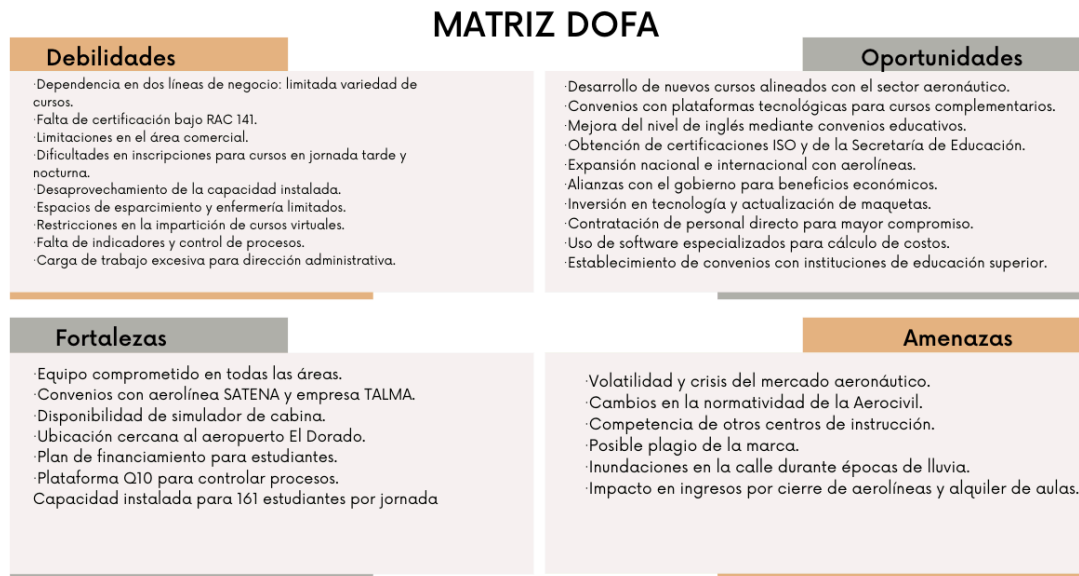 MATRIZ DOFA
Debilidades
·Dependencia en dos líneas de negocio: limitada variedad de
cursos.
·Falta de certificación bajo RAC 141.
·Limitaciones en el área comercial.
·Dificultades en inscripciones para cursos en jornada tarde y
nocturna.
·Desaprovechamiento de la capacidad instalada.
·Espacios de esparcimiento y enfermería limitados.
·Restricciones en la impartición de cursos virtuales.
·Falta de indicadores y control de procesos.
·Carga de trabajo excesiva para dirección administrativa.
Oportunidades
·Desarrollo de nuevos cursos alineados con el sector aeronáutico.
·Convenios con plataformas tecnológicas para cursos complementarios.
·Mejora del nivel de inglés mediante convenios educativos.
·Obtención de certificaciones ISO y de la Secretaría de Educación.
·Expansión nacional e internacional con aerolíneas.
·Alianzas con el gobierno para beneficios económicos.
·Inversión en tecnología y actualización de maquetas.
·Contratación de personal directo para mayor compromiso.
·Uso de software especializados para cálculo de costos.
·Establecimiento de convenios con instituciones de educación superior.
Fortalezas
·Equipo comprometido en todas las áreas.
·Convenios con aerolínea SATENA y empresa TALMA.
·Disponibilidad de simulador de cabina.
·Ubicación cercana al aeropuerto El Dorado.
·Plan de financiamiento para estudiantes.
·Plataforma Q10 para controlar procesos.
Capacidad instalada para 161 estudiantes por jornada
Amenazas
·Volatilidad y crisis del mercado aeronáutico.
·Cambios en la normatividad de la Aerocivil.
·Competencia de otros centros de instrucción.
·Posible plagio de la marca.
·Inundaciones en la calle durante épocas de lluvia.
·Impacto en ingresos por cierre de aerolíneas y alquiler de aulas.